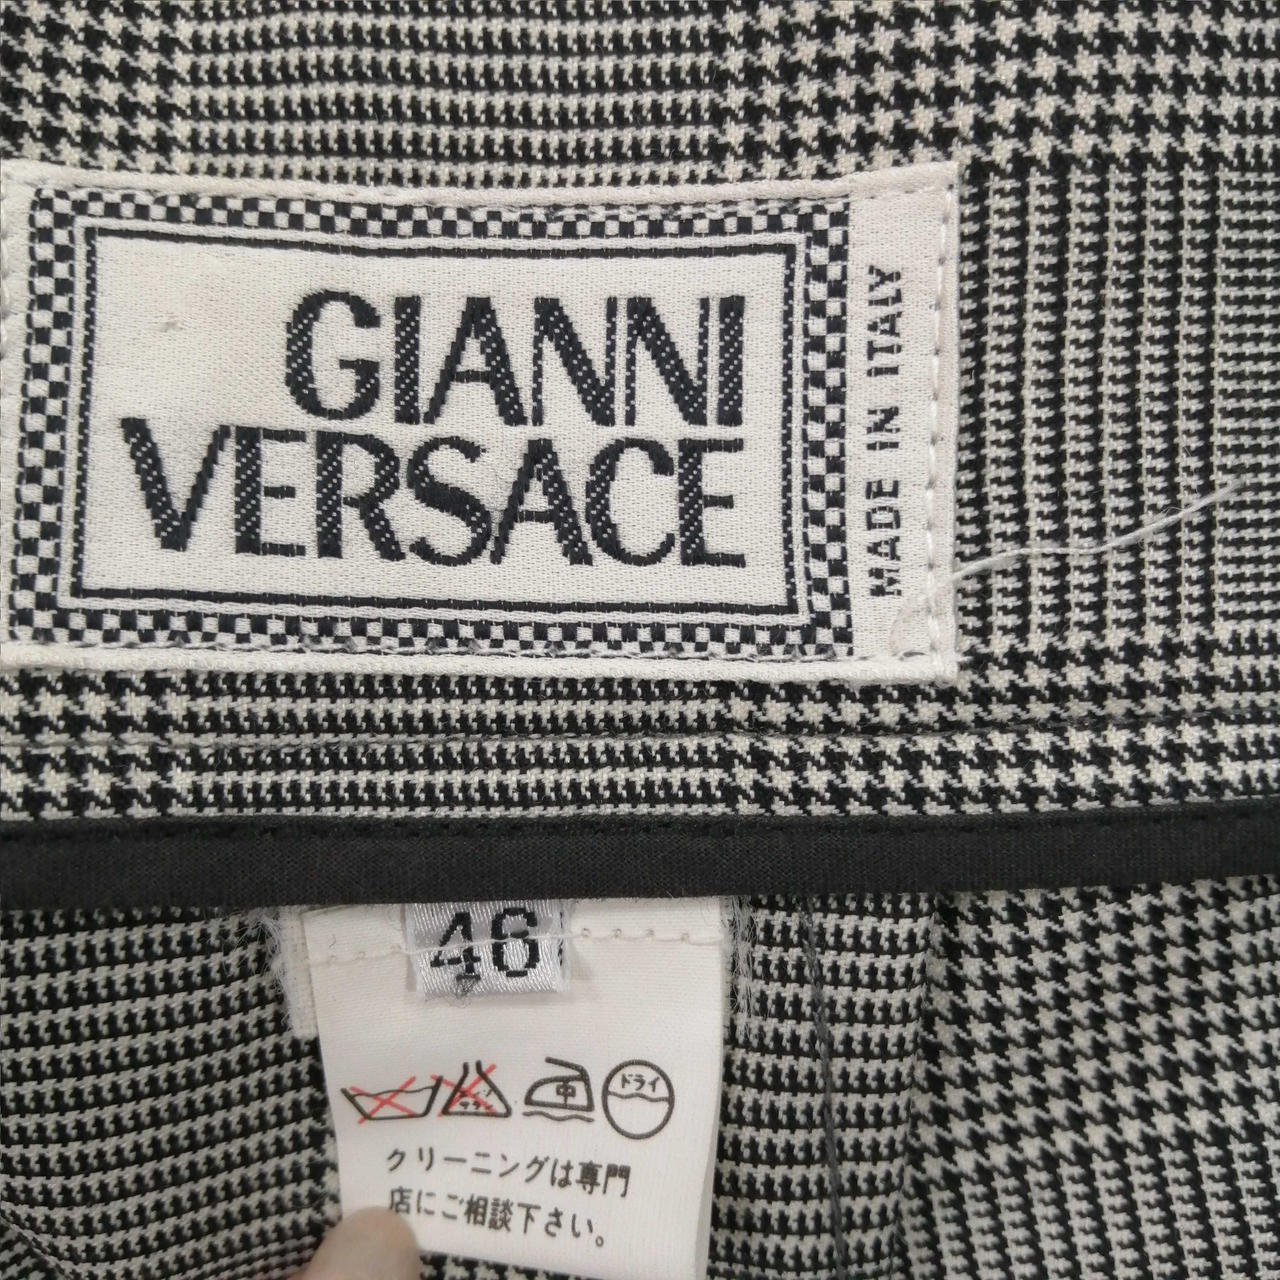 GIANNI
VERSACE
MADE IN ITALY
46
中
ドライ
クリーニングは専門
店にご相談下さい。